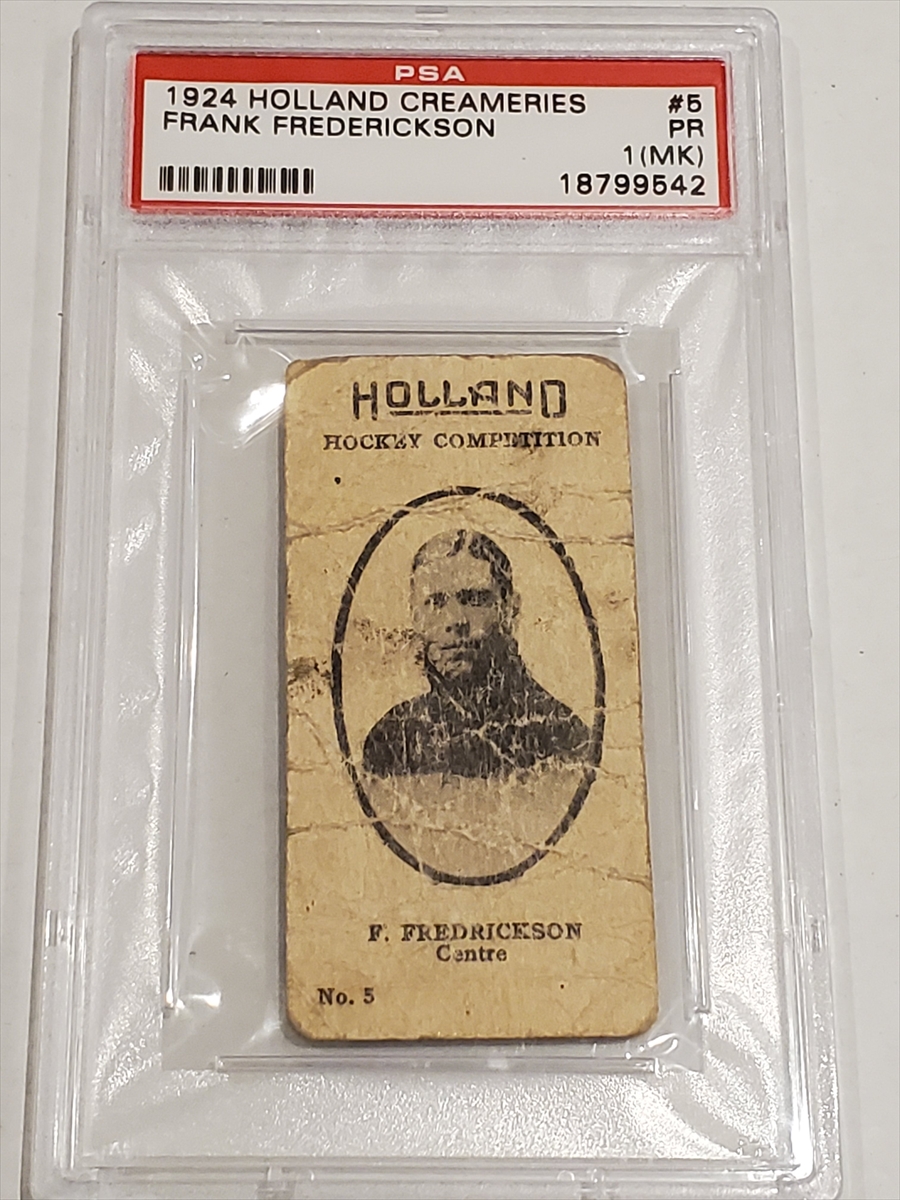 PSA
1924 HOLLAND CREAMERIES #5
FRANK FREDERICKSON PR
1(MK)
18799542
HOLLAND
HOCKEY COMPETITION
F. FREDRICKSON
Centre
No. 5